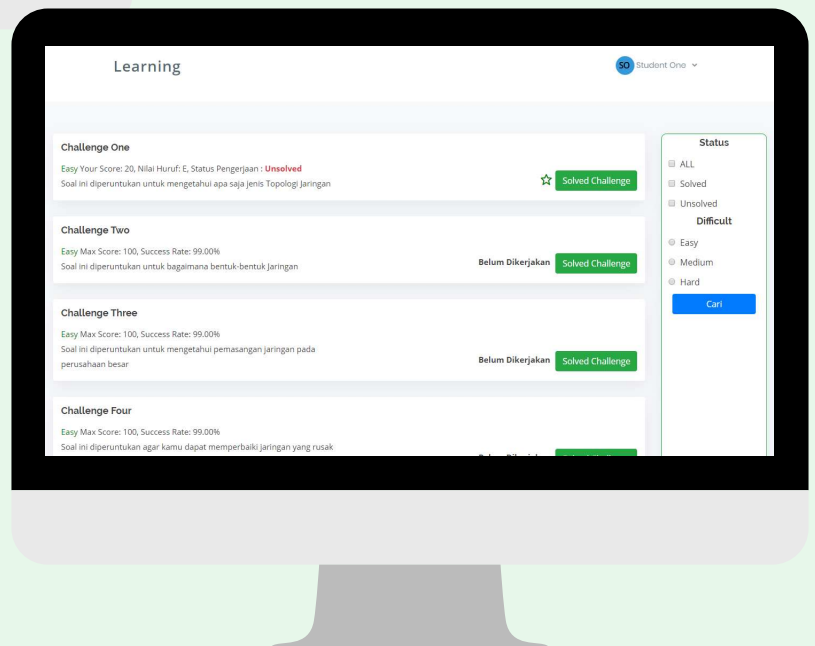 Learning
SO Student One
Challenge One
Easy Your Score: 20, Nilai Huruf: E, Status Pengerjaan : Unsolved
Soal ini diperuntukan untuk mengetahui apa saja jenis Topologi Jaringan
Solved Challenge
Challenge Two
Easy Max Score: 100, Success Rate: 99.00%
Soal ini diperuntukan untuk bagaimana bentuk-bentuk Jaringan
Belum Dikerjakan Solved Challenge
Challenge Three
Easy Max Score: 100, Success Rate: 99.00%
Soal ini diperuntukan untuk mengetahui pemasangan jaringan pada
perusahaan besar
Belum Dikerjakan Solved Challenge
Challenge Four
Easy Max Score: 100, Success Rate: 99.00%
Soal ini diperuntukan agar kamu dapat memperbaiki jaringan yang rusak
Status
ALL
Solved
Unsolved
Difficult
Easy
Medium
Hard
Cari